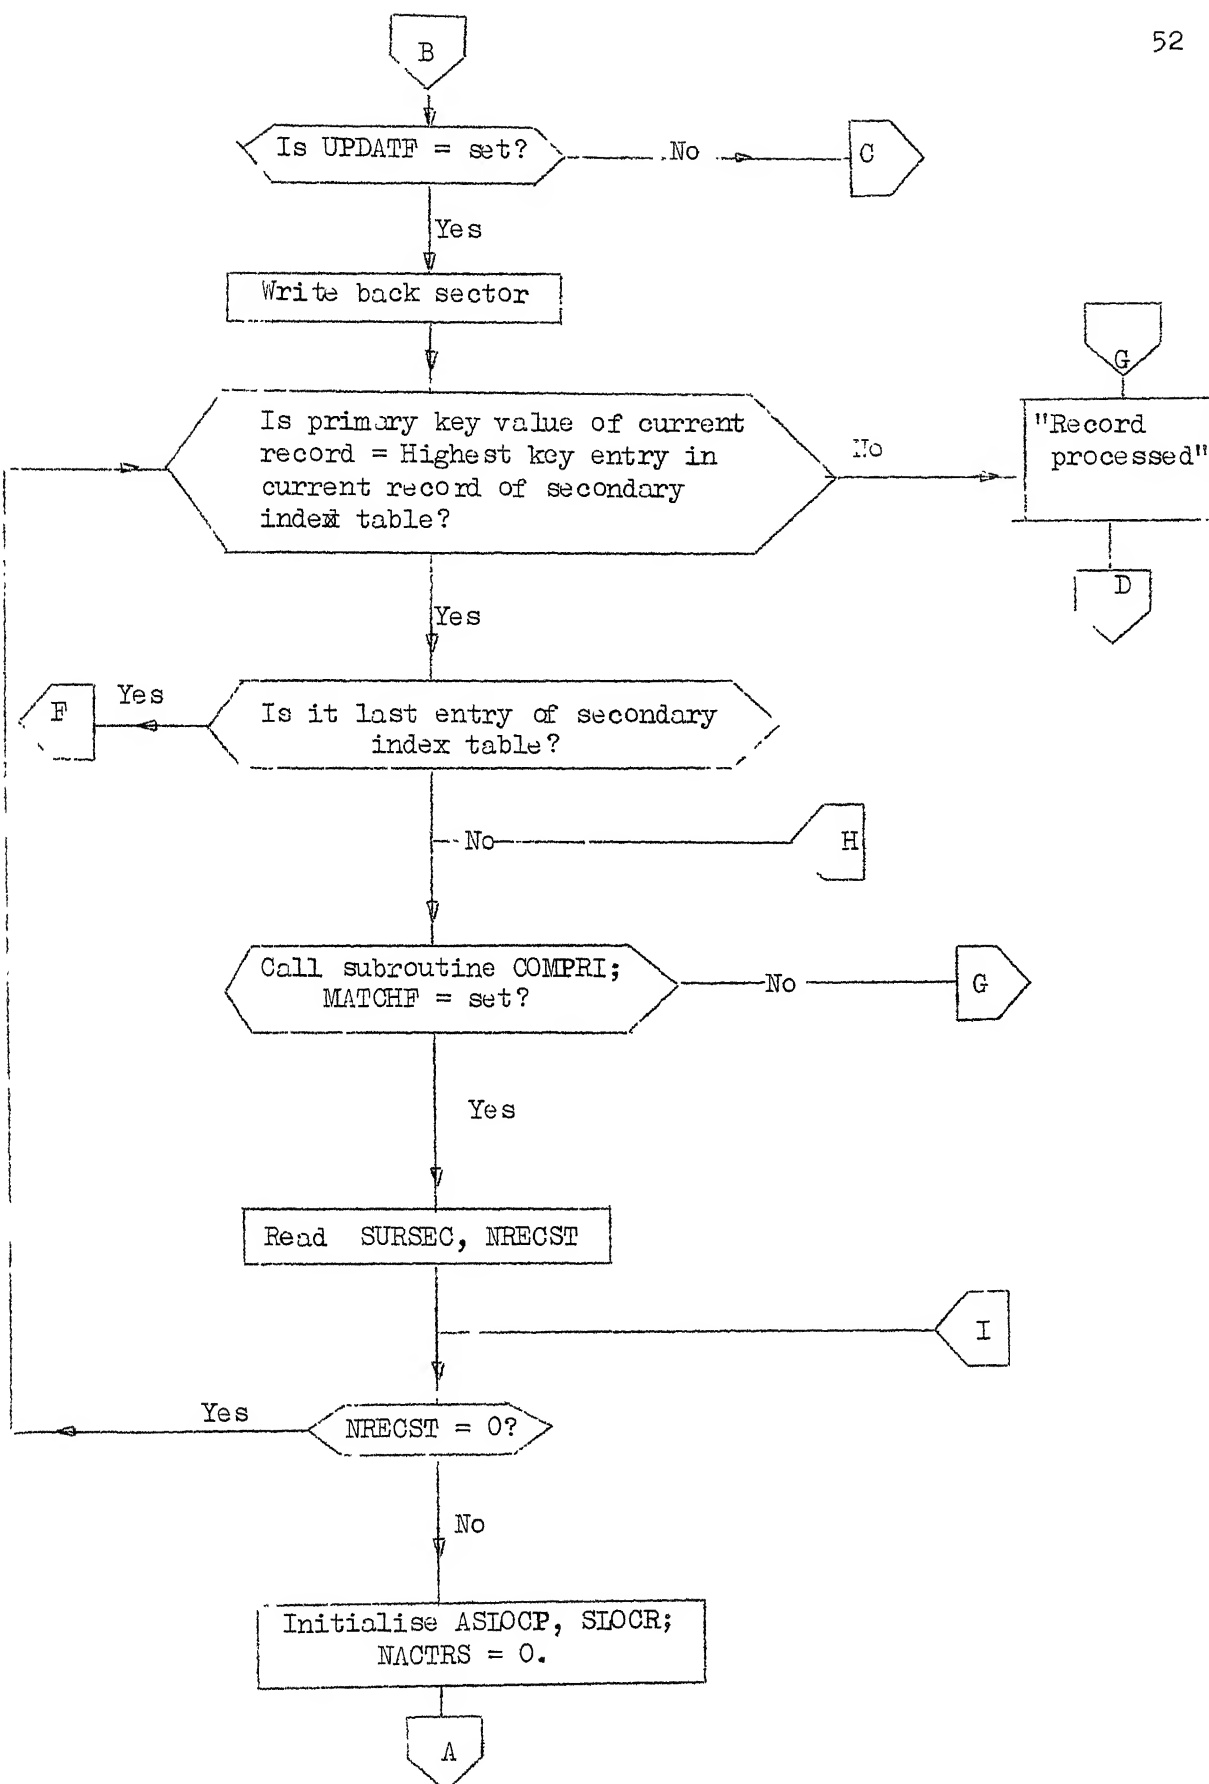 52
B
Is UPDATF = set?
No
C
Yes
Write back sector
G
Is primary key value of current
record = Highest key entry in
current record of secondary
index table?
No
"Record
processed"
D
Yes
F
Yes
Is it last entry of secondary
index table?
No
H
Call subroutine COMPRI;
MATCHF = set?
No
G
Yes
Read SURSEC, NRECST
I
Yes
NRECST = 0?
No
Initialise ASLOCP, SLOCR;
NACTRS = 0.
A